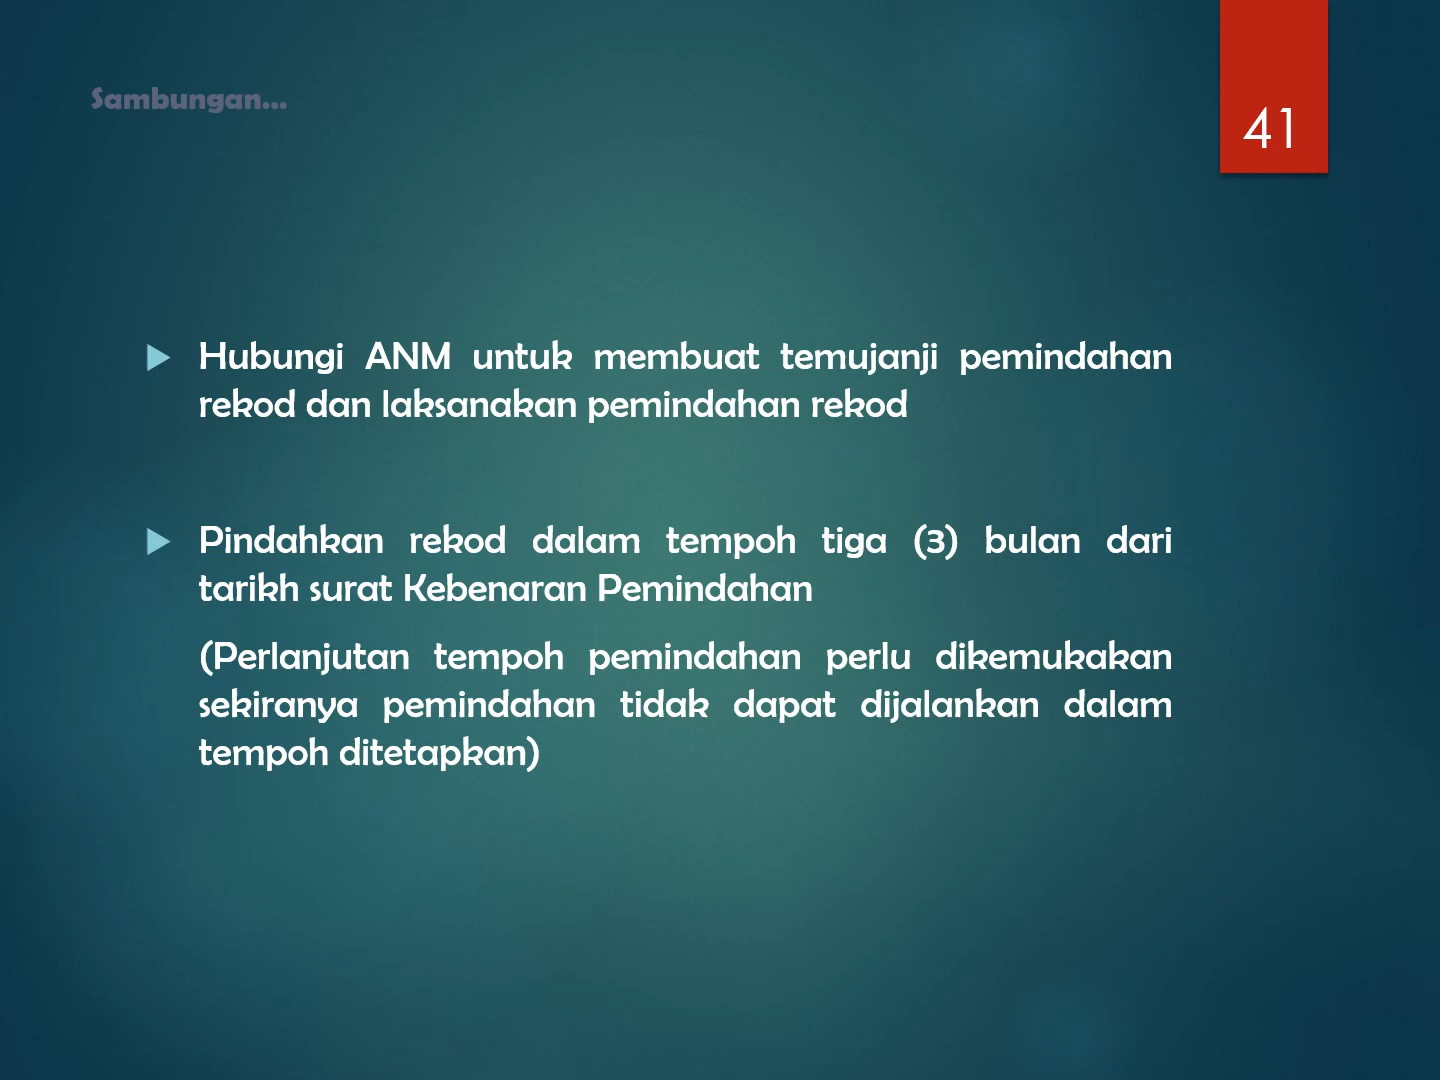 Sambungan...
41
Hubungi ANM untuk membuat temujanji pemindahan
rekod dan laksanakan pemindahan rekod
Pindahkan rekod dalam tempoh tiga (3) bulan dari
tarikh surat Kebenaran Pemindahan
(Perlanjutan tempoh pemindahan perlu dikemukakan
sekiranya pemindahan tidak dapat dijalankan dalam
tempoh ditetapkan)